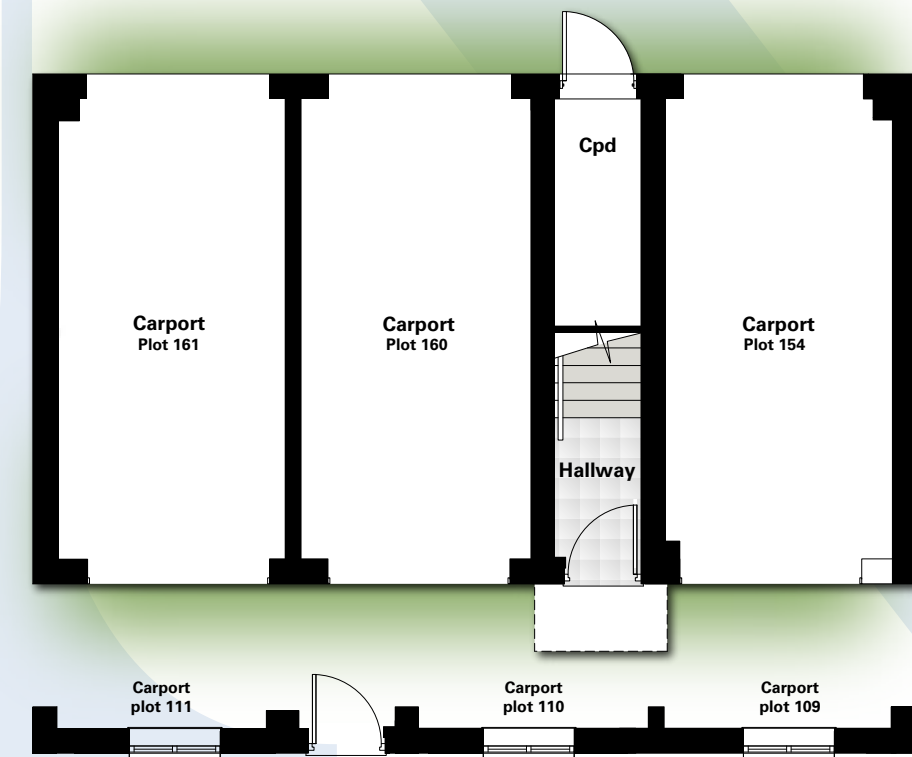 Cpd
Carport
Plot 161
Carport
Plot 160
Carport
Plot 154
Hallway
Carport
plot 111
Carport
plot 110
Carport
plot 109